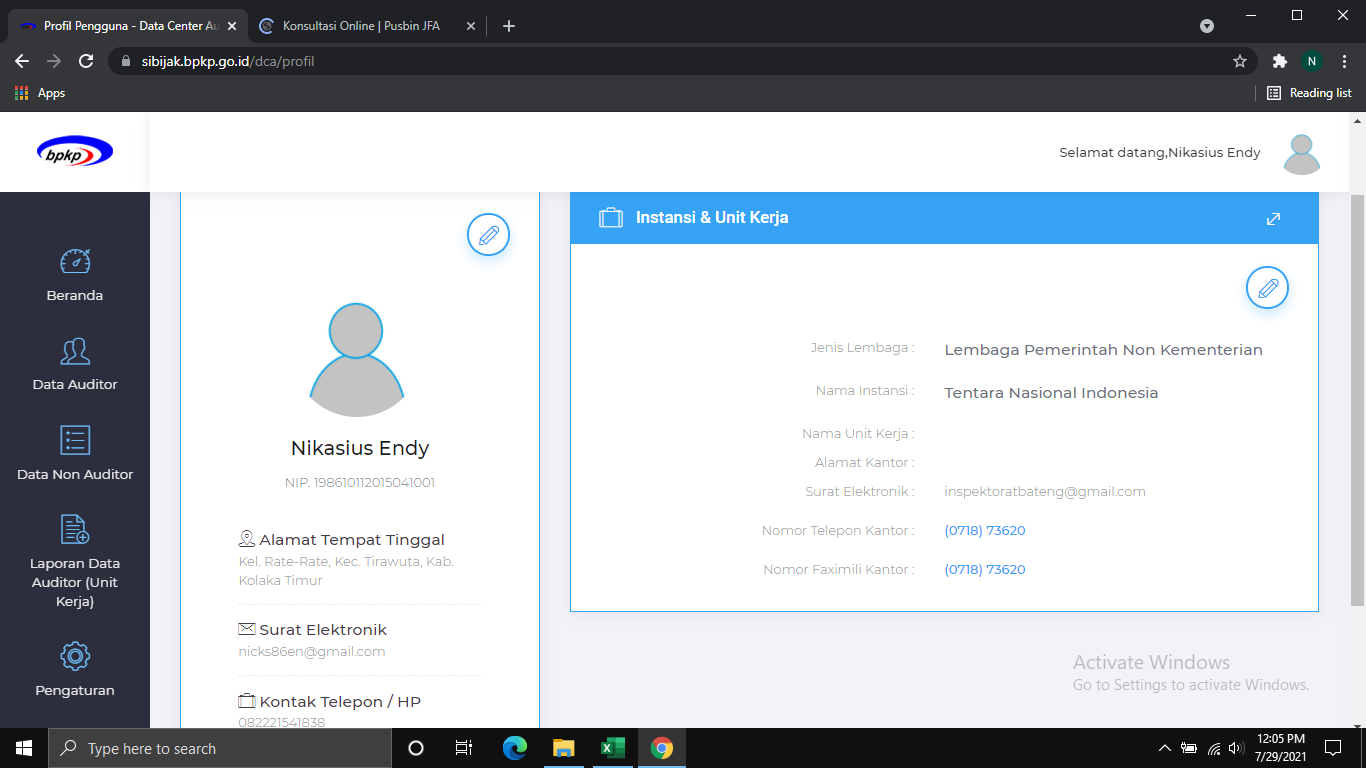 Profil Pengguna - Data Center Au
Konsultasi Online | Pusbin JFA
sibijak.bpkp.go.id/dca/profil
N
Apps
Reading list
bpkp
Selamat datang,Nikasius Endy
Beranda
Data Auditor
Data Non Auditor
Laporan Data
Auditor (Unit
Kerja)
Pengaturan
Nikasius Endy
NIP. 198610112015041001
Alamat Tempat Tinggal
Kel. Rate-Rate, Kec. Tirawuta, Kab.
Kolaka Timur
Surat Elektronik
nicks86en@gmail.com
Kontak Telepon / HP
082221541838
Instansi & Unit Kerja
Jenis Lembaga : Lembaga Pemerintah Non Kementerian
Nama Instansi : Tentara Nasional Indonesia
Nama Unit Kerja :
Alamat Kantor :
Surat Elektronik : inspektoratbateng@gmail.com
Nomor Telepon Kantor : (0718) 73620
Nomor Faximili Kantor : (0718) 73620
Activate Windows
Go to Settings to activate Windows.
Type here to search
12:05 PM
7/29/2021